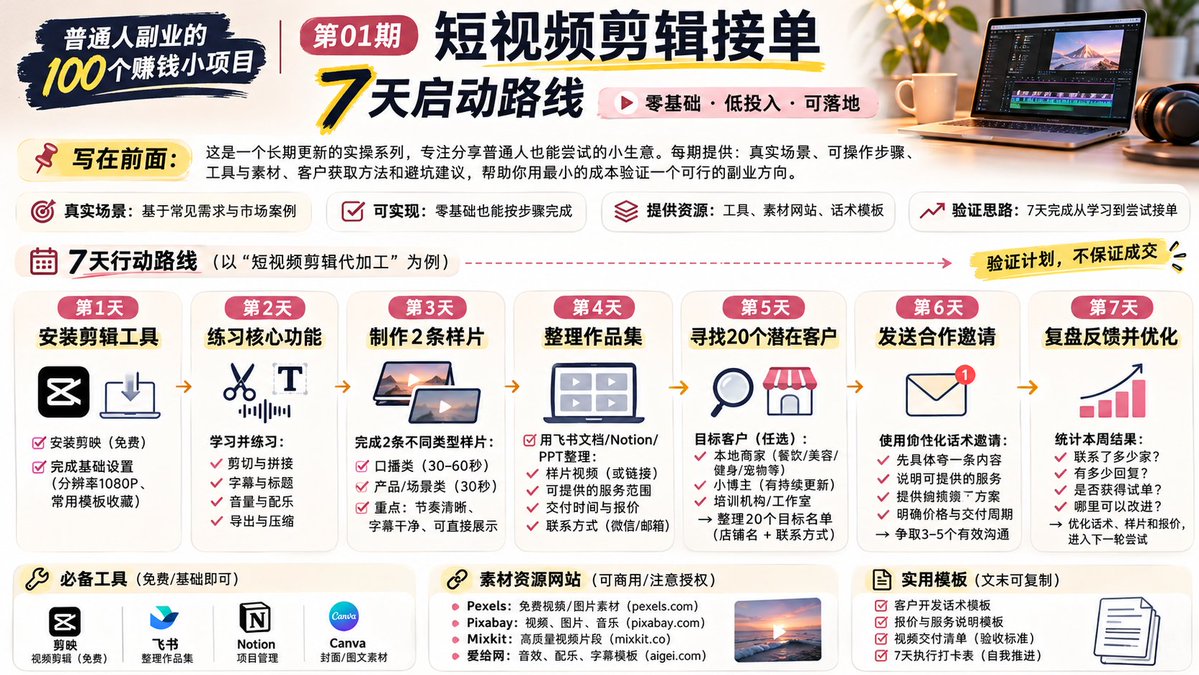 普通人副业的
100个赚钱小项目
第01期
短视频剪辑接单
7天启动路线
零基础 · 低投入 · 可落地
写在前面：
这是一个长期更新的实操系列，专注分享普通人也能尝试的小生意。每期提供：真实场景、可操作步骤、
工具与素材、客户获取方法和避坑建议，帮助你用最小的成本验证一个可行的副业方向。
真实场景：基于常见需求与市场案例
可实现：零基础也能按步骤完成
提供资源：工具、素材网站、话术模板
验证思路：7天完成从学习到尝试接单
7天行动路线（以“短视频剪辑代加工”为例）
验证计划，不保证成交
第1天
安装剪辑工具
安装剪映（免费）
完成基础设置
（分辨率1080P、
常用模板收藏）
第2天
练习核心功能
T
学习并练习：
剪切与拼接
字幕与标题
音量与配乐
导出与压缩
第3天
制作2条样片
完成2条不同类型样片：
口播类（30-60秒）
产品/场景类（30秒）
重点：节奏清晰、
字幕干净、可直接展示
第4天
整理作品集
用飞书文档/Notion/
PPT整理：
样片视频（或链接）
可提供的服务范围
交付时间与报价
联系方式（微信/邮箱）
第5天
寻找20个潜在客户
目标客户（任选）：
本地商家（餐饮/美容/
健身/宠物等）
小博主（有持续更新）
培训机构/工作室
→ 整理20个目标名单
（店铺名 + 联系方式）
第6天
发送合作邀请
1
使用性化话术邀请：
先具体一条内容
说明可提供的服务
提供方案
明确价格与交付周期
→ 争取3-5个有效沟通
第7天
复盘反馈并优化
统计本周结果：
联系了多少家？
有多少回复？
是否获得试单？
哪里可以改进？
→ 优化话术、样片和报价，
进入下一轮尝试
必备工具（免费/基础即可）
剪映
视频剪辑（免费）
飞书
整理作品集
Notion
项目管理
Canva
Canva
封面/图文素材
素材资源网站（可商用/注意授权）
Pexels：免费视频/图片素材（pexels.com）
Pixabay：视频、图片、音乐（pixabay.com）
Mixkit：高质量视频片段（mixkit.co）
爱给网：音效、配乐、字幕模板（aigei.com）
实用模板（文末可复制）
客户开发话术模板
报价与服务说明模板
视频交付清单（验收标准）
7天执行打卡表（自我推进）